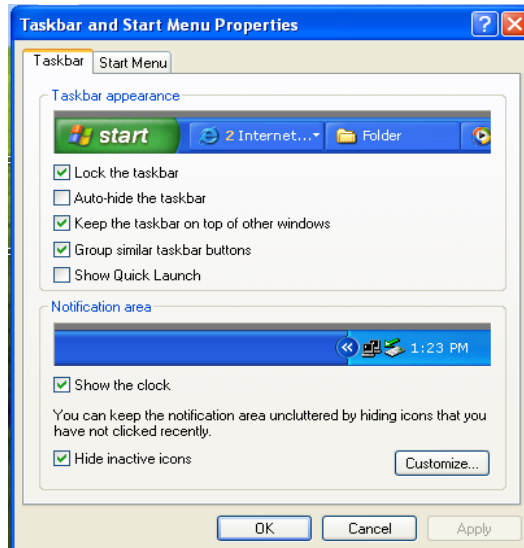 Taskbar and Start Menu Properties
Taskbar
Start Menu
Taskbar appearance
start
2 Internet...
Folder
Lock the taskbar
Auto-hide the taskbar
Keep the taskbar on top of other windows
Group similar taskbar buttons
Show Quick Launch
Notification area
1:23 PM
Show the clock
You can keep the notification area uncluttered by hiding icons that you
have not clicked recently.
Hide inactive icons
Customize...
OK
Cancel
Apply